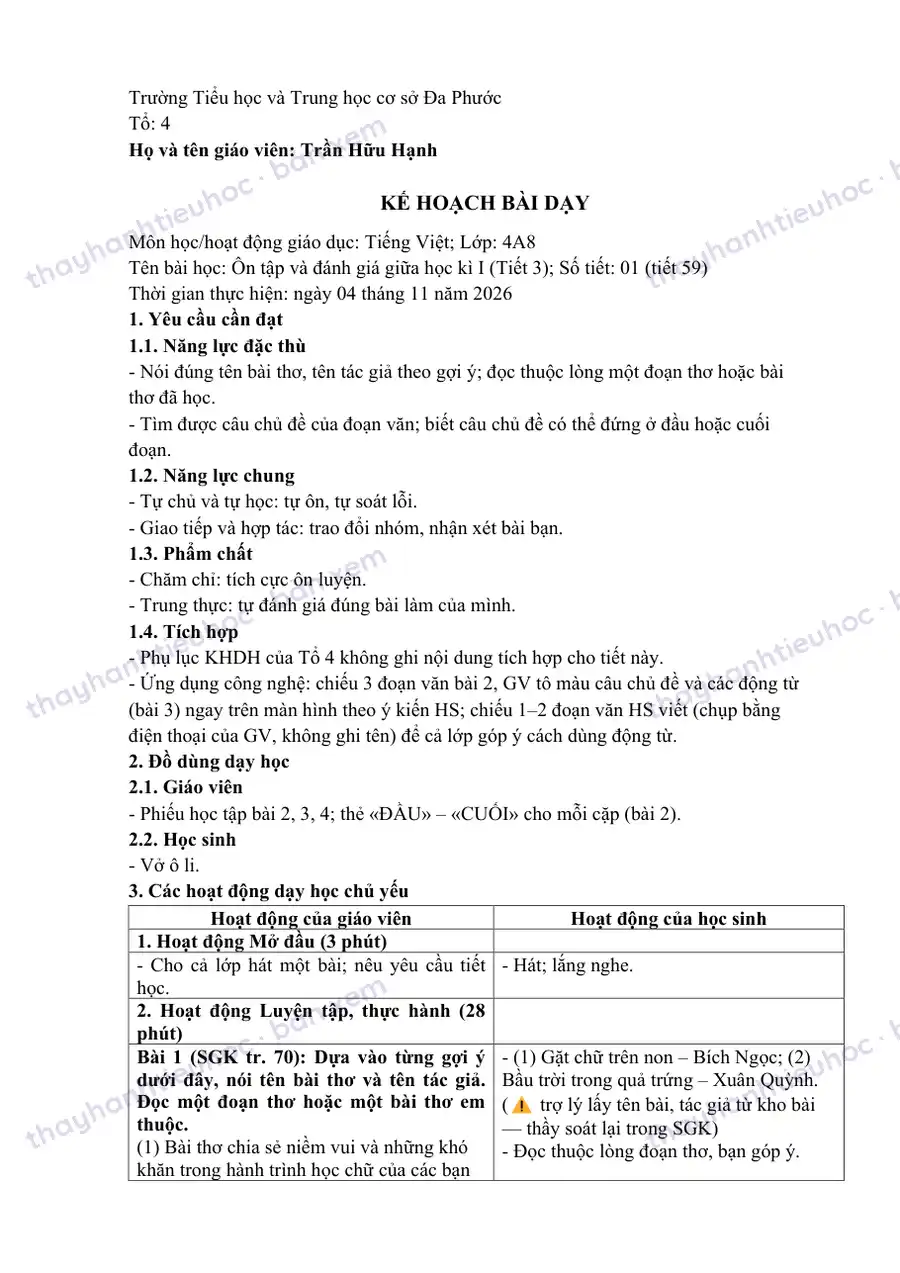 Trường Tiểu học và Trung học cơ sở Đa Phước
Tổ: 4
Họ và tên giáo viên: Trần Hữu Hạnh
KẾ HOẠCH BÀI DẠY
Môn học/hoạt động giáo dục: Tiếng Việt; Lớp: 4A8
Tên bài học: Ôn tập và đánh giá giữa học kì I (Tiết 3); Số tiết: 01 (tiết 59)
Thời gian thực hiện: ngày 04 tháng 11 năm 2026
1. Yêu cầu cần đạt
1.1. Năng lực đặc thù
- Nói đúng tên bài thơ, tên tác giả theo gợi ý; đọc thuộc lòng một đoạn thơ hoặc bài
thơ đã học.
- Tìm được câu chủ đề của đoạn văn; biết câu chủ đề có thể đứng ở đầu hoặc cuối
đoạn.
1.2. Năng lực chung
- Tự chủ và tự học: tự ôn, tự soát lỗi.
- Giao tiếp và hợp tác: trao đổi nhóm, nhận xét bài bạn.
1.3. Phẩm chất
- Chăm chỉ: tích cực ôn luyện.
- Trung thực: tự đánh giá đúng bài làm của mình.
1.4. Tích hợp
- Phụ lục KHDH của Tổ 4 không ghi nội dung tích hợp cho tiết này.
- Ứng dụng công nghệ: chiếu 3 đoạn văn bài 2, GV tô màu câu chủ đề và các động từ
(bài 3) ngay trên màn hình theo ý kiến HS; chiếu 1–2 đoạn văn HS viết (chụp bằng
điện thoại của GV, không ghi tên) để cả lớp góp ý cách dùng động từ.
2. Đồ dùng dạy học
2.1. Giáo viên
- Phiếu học tập bài 2, 3, 4; thẻ «ĐẦU» – «CUỐI» cho mỗi cặp (bài 2).
2.2. Học sinh
- Vở ô li.
3. Các hoạt động dạy học chủ yếu
Hoạt động của giáo viên
Hoạt động của học sinh
1. Hoạt động Mở đầu (3 phút)
- Cho cả lớp hát một bài; nêu yêu cầu tiết
học.
- Hát; lắng nghe.
2. Hoạt động Luyện tập, thực hành (28
phút)
Bài 1 (SGK tr. 70): Dựa vào từng gợi ý
dưới đây, nói tên bài thơ và tên tác giả.
Đọc một đoạn thơ hoặc một bài thơ em
thuộc.
(1) Bài thơ chia sẻ niềm vui và những khó
khăn trong hành trình học chữ của các bạn
- (1) Gặt chữ trên non – Bích Ngọc; (2)
Bầu trời trong quả trứng – Xuân Quỳnh.
(⚠ trợ lý lấy tên bài, tác giả từ kho bài
— thầy soát lại trong SGK)
- Đọc thuộc lòng đoạn thơ, bạn góp ý.
thayhanhtieuhoc · bản xem
thayhanhtieuhoc · b
thayhanhtieuhoc · bản xem
thayhanhtieuhoc · b
thayhanhtieuhoc · bản xem
thayhanhtieuhoc · b